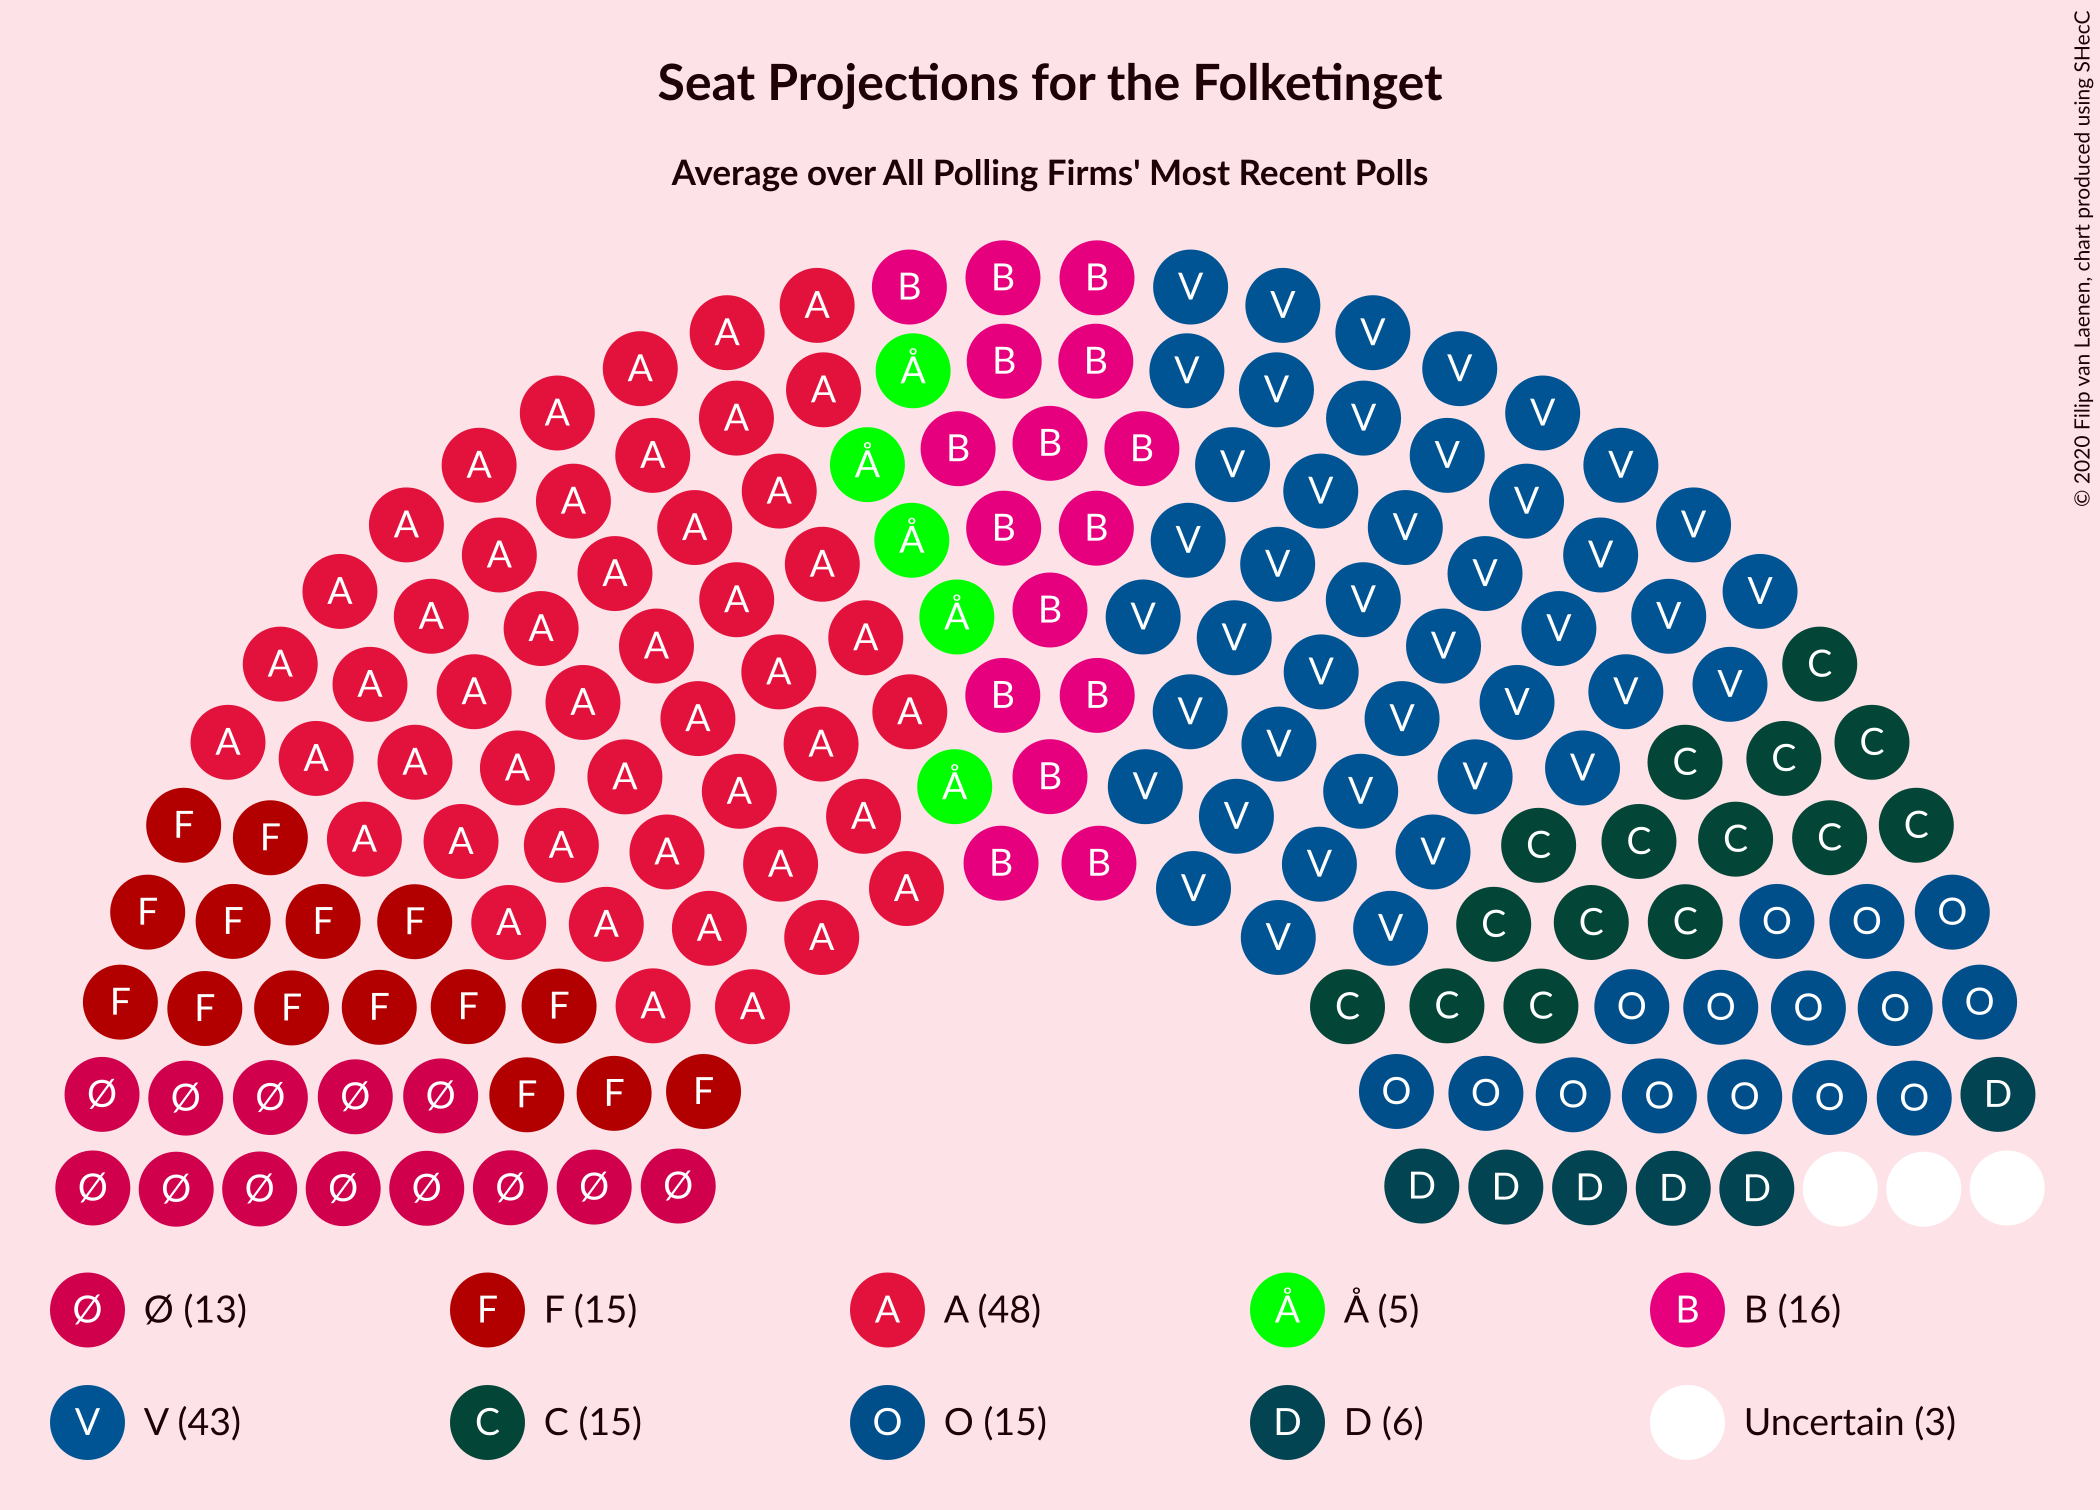 Seat Projections for the Folketinget
Average over All Polling Firms' Most Recent Polls
© 2020 Filip van Laenen, chart produced using SHecC
B B B V V
A A V V
A Å B B V V
A A V V
A A Å B B B V V V
A A A V V V
A A A Å B B V V V V
A A A A V V V
A A A A Å B V V V V
A A A A A V V V V C
A A A A A B B V V V V V
A A A A A V V V C C C
A A A A A Å B V V V V V
F F A A A A A V C C C C C
A A A B B V V V
F F F F A A A A A V V C C C O O O
F F F F F F A A C C C O O O O O
Ø Ø Ø Ø Ø F F F O O O O O O O D
Ø Ø Ø Ø Ø Ø Ø Ø D D D D D
Ø Ø (13) F F (15) A A (48) Å Å (5) B B (16)
V V (43) C C (15) O O (15) D D (6) Uncertain (3)